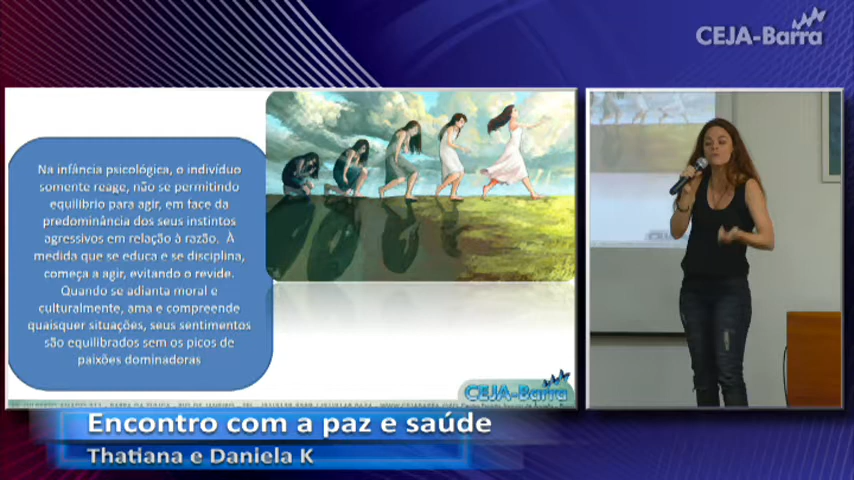 CEJA-Barra
Na infância psicológica, o indivíduo
somente reage, não se permitindo
equilíbrio para agir, em face da
predominância dos seus instintos
agressivos em relação à razão. À
medida que se educa e se disciplina,
começa a agir, evitando o revide.
Quando se adianta moral e
culturalmente, ama e compreende
quaisquer situações, seus sentimentos
são equilibrados sem os picos de
paixões dominadoras
CEJA-Barra
Encontro com a paz e saúde
Thatiana e Daniela K